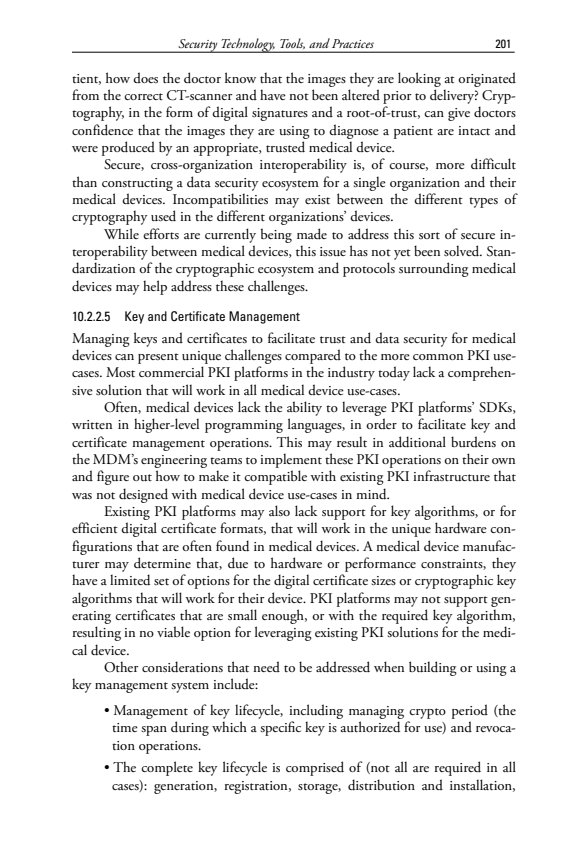 Security Technology, Tools, and Practices 201
tient, how does the doctor know that the images they are looking at originated
from the correct CT-scanner and have not been altered prior to delivery? Cryp-
tography, in the form of digital signatures and a root-of-trust, can give doctors
confidence that the images they are using to diagnose a patient are intact and
were produced by an appropriate, trusted medical device.
Secure, cross-organization interoperability is, of course, more difficult
than constructing a data security ecosystem for a single organization and their
medical devices. Incompatibilities may exist between the different types of
cryptography used in the different organizations' devices.
While efforts are currently being made to address this sort of secure in-
teroperability between medical devices, this issue has not yet been solved. Stan-
dardization of the cryptographic ecosystem and protocols surrounding medical
devices may help address these challenges.
10.2.2.5 Key and Certificate Management
Managing keys and certificates to facilitate trust and data security for medical
devices can present unique challenges compared to the more common PKI use-
cases. Most commercial PKI platforms in the industry today lack a comprehen-
sive solution that will work in all medical device use-cases.
Often, medical devices lack the ability to leverage PKI platforms' SDKs,
written in higher-level programming languages, in order to facilitate key and
certificate management operations. This may result in additional burdens on
the MDM's engineering teams to implement these PKI operations on their own
and figure out how to make it compatible with existing PKI infrastructure that
was not designed with medical device use-cases in mind.
Existing PKI platforms may also lack support for key algorithms, or for
efficient digital certificate formats, that will work in the unique hardware con-
figurations that are often found in medical devices. A medical device manufac-
turer may determine that, due to hardware or performance constraints, they
have a limited set of options for the digital certificate sizes or cryptographic key
algorithms that will work for their device. PKI platforms may not support gen-
erating certificates that are small enough, or with the required key algorithm,
resulting in no viable option for leveraging existing PKI solutions for the medi-
cal device.
Other considerations that need to be addressed when building or using a
key management system include:
• Management of key lifecycle, including managing crypto period (the
time span during which a specific key is authorized for use) and revoca-
tion operations.
• The complete key lifecycle is comprised of (not all are required in all
cases): generation, registration, storage, distribution and installation,